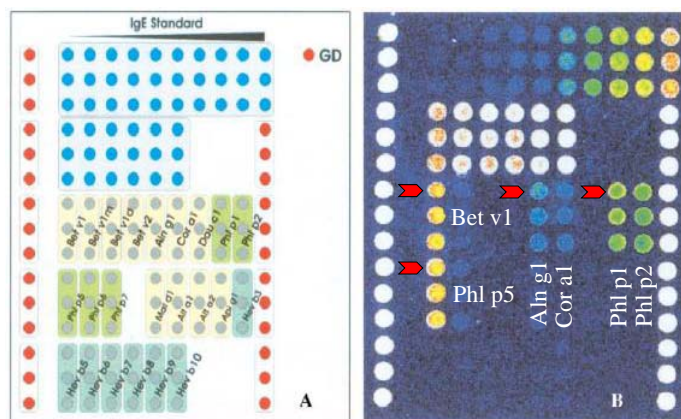 IgE Standard
GD
Bet v1
Bet v1m
Bet v1d
Bet v2
Aln g1
Cor a1
Dau c1
Phl p1
Phl p2
Phl p5
Phl p6
Phl p7
Mal d1
Alt a1
Alt a2
Api g1
Hev b3
Hev b5
Hev b6
Hev b7
Hev b8
Hev b9
Hev b10
A
Bet v1
Phl p5
Aln g1
Cor a1
Phl p1
Phl p2
B